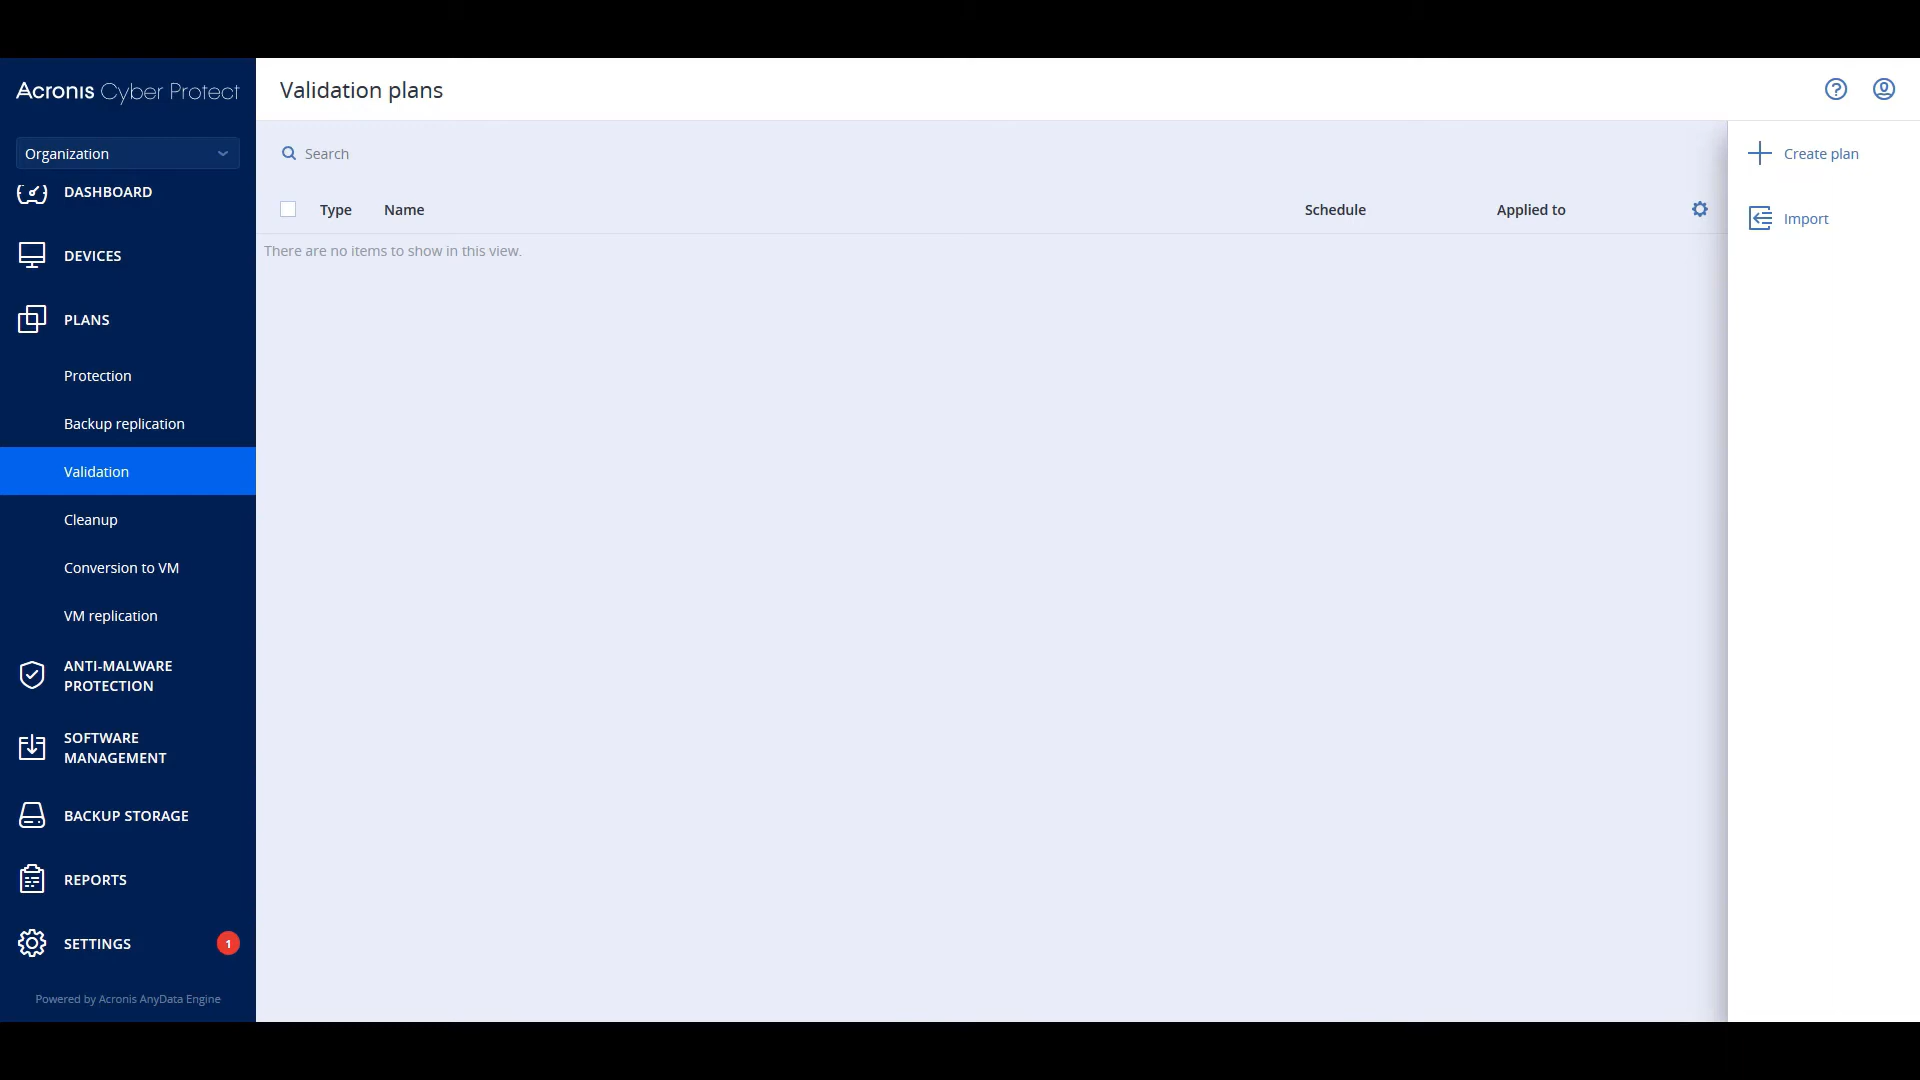 Acronis Cyber Protect
Validation plans
Organization
Search
Create plan
DASHBOARD
Type Name Schedule Applied to
Import
There are no items to show in this view.
DEVICES
PLANS
Protection
Backup replication
Validation
Cleanup
Conversion to VM
VM replication
ANTI-MALWARE
PROTECTION
SOFTWARE
MANAGEMENT
BACKUP STORAGE
REPORTS
SETTINGS 1
Powered by Acronis AnyData Engine